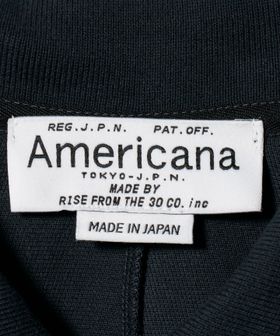 REG.J.P.N. PAT.OFF.
Americana
TOKYO-J.P.N.
MADE BY
RISE FROM THE 30 CO. inc
MADE IN JAPAN